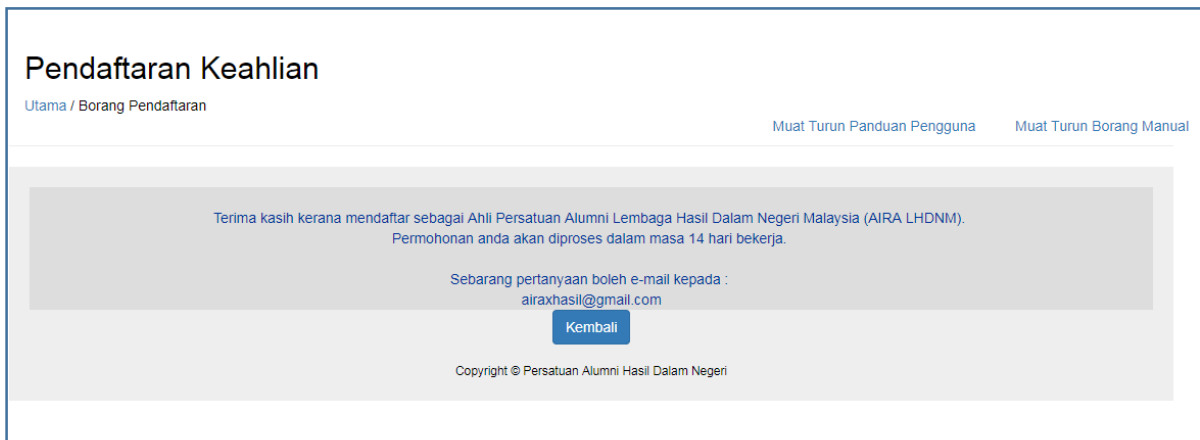 Pendaftaran Keahlian
Utama / Borang Pendaftaran
Muat Turun Panduan Pengguna Muat Turun Borang Manual
Terima kasih kerana mendaftar sebagai Ahli Persatuan Alumni Lembaga Hasil Dalam Negeri Malaysia (AIRA LHDNM).
Permohonan anda akan diproses dalam masa 14 hari bekerja.
Sebarang pertanyaan boleh e-mail kepada :
airaxhasil@gmail.com
Kembali
Copyright © Persatuan Alumni Hasil Dalam Negeri